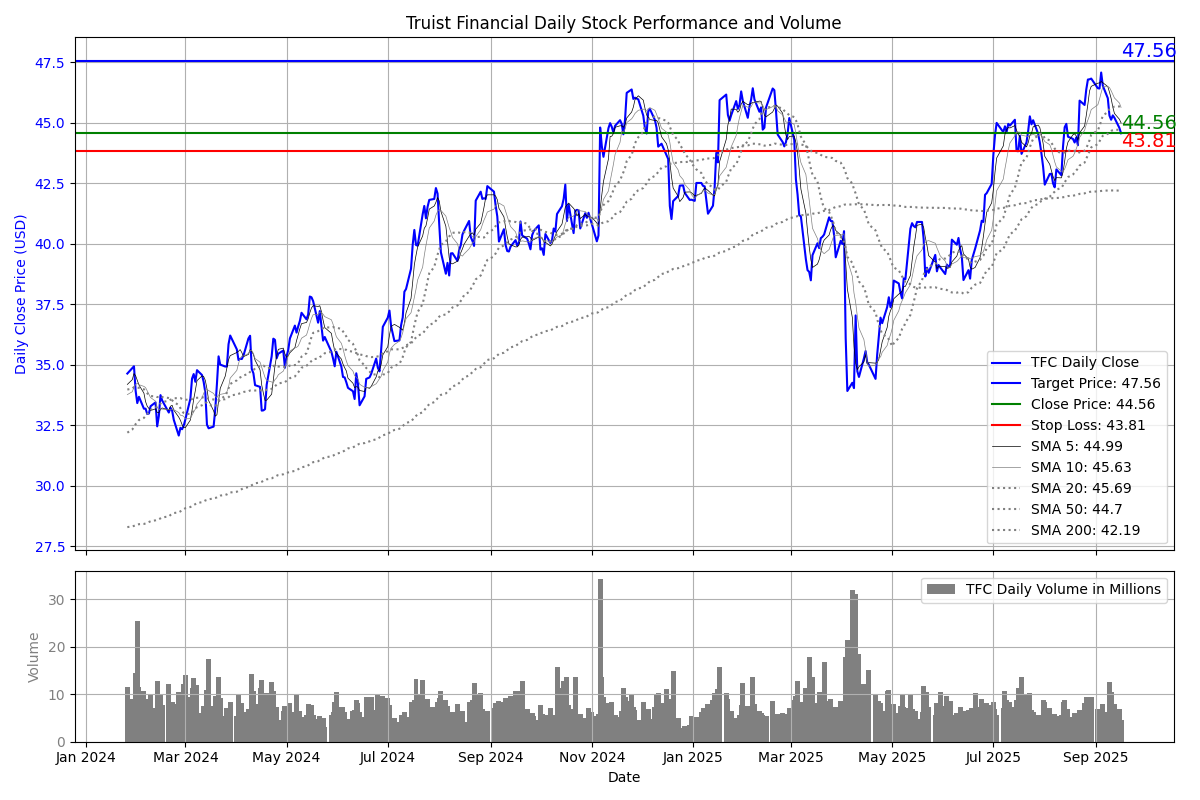 Truist Financial Daily Stock Performance and Volume
47.56
44.56
43.81
Daily Close Price (USD)
47.5
45.0
42.5
40.0
37.5
35.0
32.5
30.0
27.5
TFC Daily Close
Target Price: 47.56
Close Price: 44.56
Stop Loss: 43.81
SMA 5: 44.99
SMA 10: 45.63
SMA 20: 45.69
SMA 50: 44.7
SMA 200: 42.19
Volume
30
20
10
0
TFC Daily Volume in Millions
Jan 2024 Mar 2024 May 2024 Jul 2024 Sep 2024 Nov 2024 Jan 2025 Mar 2025 May 2025 Jul 2025 Sep 2025
Date